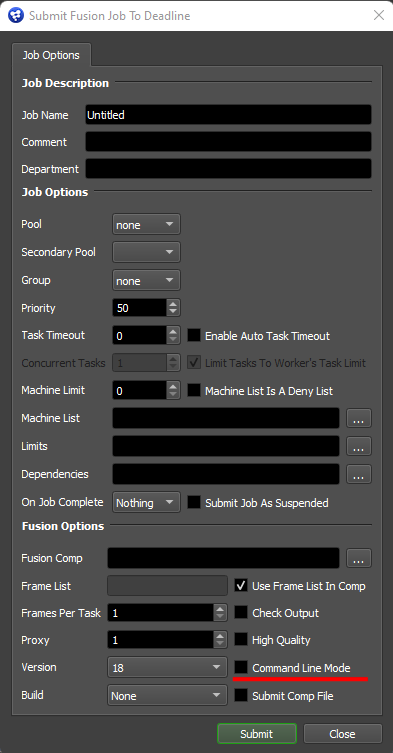 Submit Fusion Job To Deadline
Job Options
Job Description
Job Name Untitled
Comment
Department
Job Options
Pool none
Secondary Pool
Group none
Priority 50
Task Timeout 0 Enable Auto Task Timeout
Concurrent Tasks 1 Limit Tasks To Worker's Task Limit
Machine Limit 0 Machine List Is A Deny List
Machine List ...
Limits ...
Dependencies ...
On Job Complete Nothing Submit Job As Suspended
Fusion Options
Fusion Comp ...
Frame List Use Frame List In Comp
Frames Per Task 1 Check Output
Proxy 1 High Quality
Version 18 Command Line Mode
Build None Submit Comp File
Submit Close